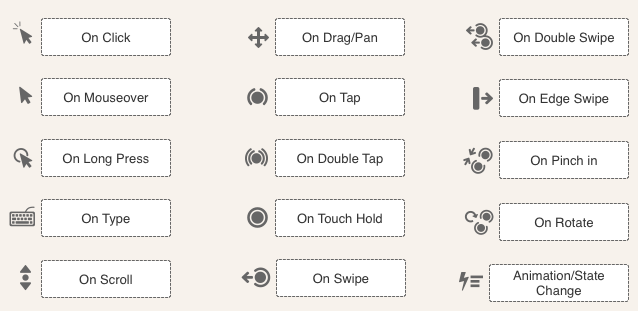 On Click
On Mouseover
On Long Press
On Type
On Scroll
On Drag/Pan
On Tap
On Double Tap
On Touch Hold
On Swipe
On Double Swipe
On Edge Swipe
On Pinch in
On Rotate
Animation/State
Change